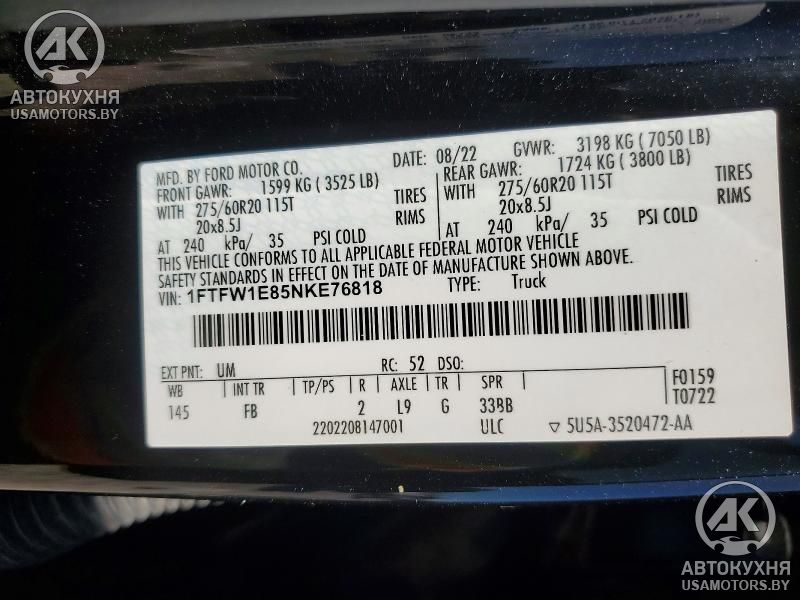 AK
АВТОКУХНЯ
USAMOTORS.BY
MFD. BY FORD MOTOR CO. DATE: 08/22 GVWR: 3198 KG (7050 LB)
FRONT GAWR: 1599 KG (3525 LB) REAR GAWR: 1724 KG (3800 LB)
WITH 275/60R20 115T TIRES WITH 275/60R20 115T TIRES
20x8.5J RIMS 20x8.5J RIMS
AT 240 kPa/ 35 PSI COLD AT 240 kPa/ 35 PSI COLD
THIS VEHICLE CONFORMS TO ALL APPLICABLE FEDERAL MOTOR VEHICLE
SAFETY STANDARDS IN EFFECT ON THE DATE OF MANUFACTURE SHOWN ABOVE.
VIN: 1FTFW1E85NKE76818 TYPE: Truck
EXT PNT: UM RC: 52 DSO:
WB INT TR TP/PS R AXLE TR SPR F0159
145 FB 2 L9 G 33BB T0722
2202208147001 ULC ▽ 5U5A-3520472-AA
AK
АВТОКУХНЯ
USAMOTORS.BY